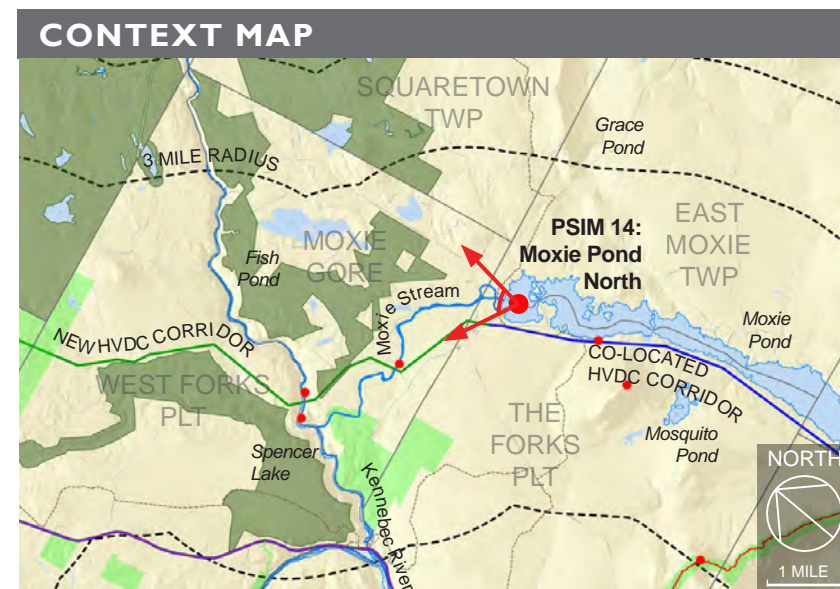 CONTEXT MAP
SQUARETOWN
TWP
Grace
Pond
3 MILE RADIUS
PSIM 14:
Moxie Pond
North
EAST
MOXIE
TWP
MOXIE
GORE
Fish
Pond
Moxie Stream
Moxie
Pond
NEW HVDC CORRIDOR
CO-LOCATED
HVDC CORRIDOR
WEST FORKS
PLT
THE
FORKS
PLT
Mosquito
Pond
Spencer
Lake
Kennebec River
NORTH
1 MILE